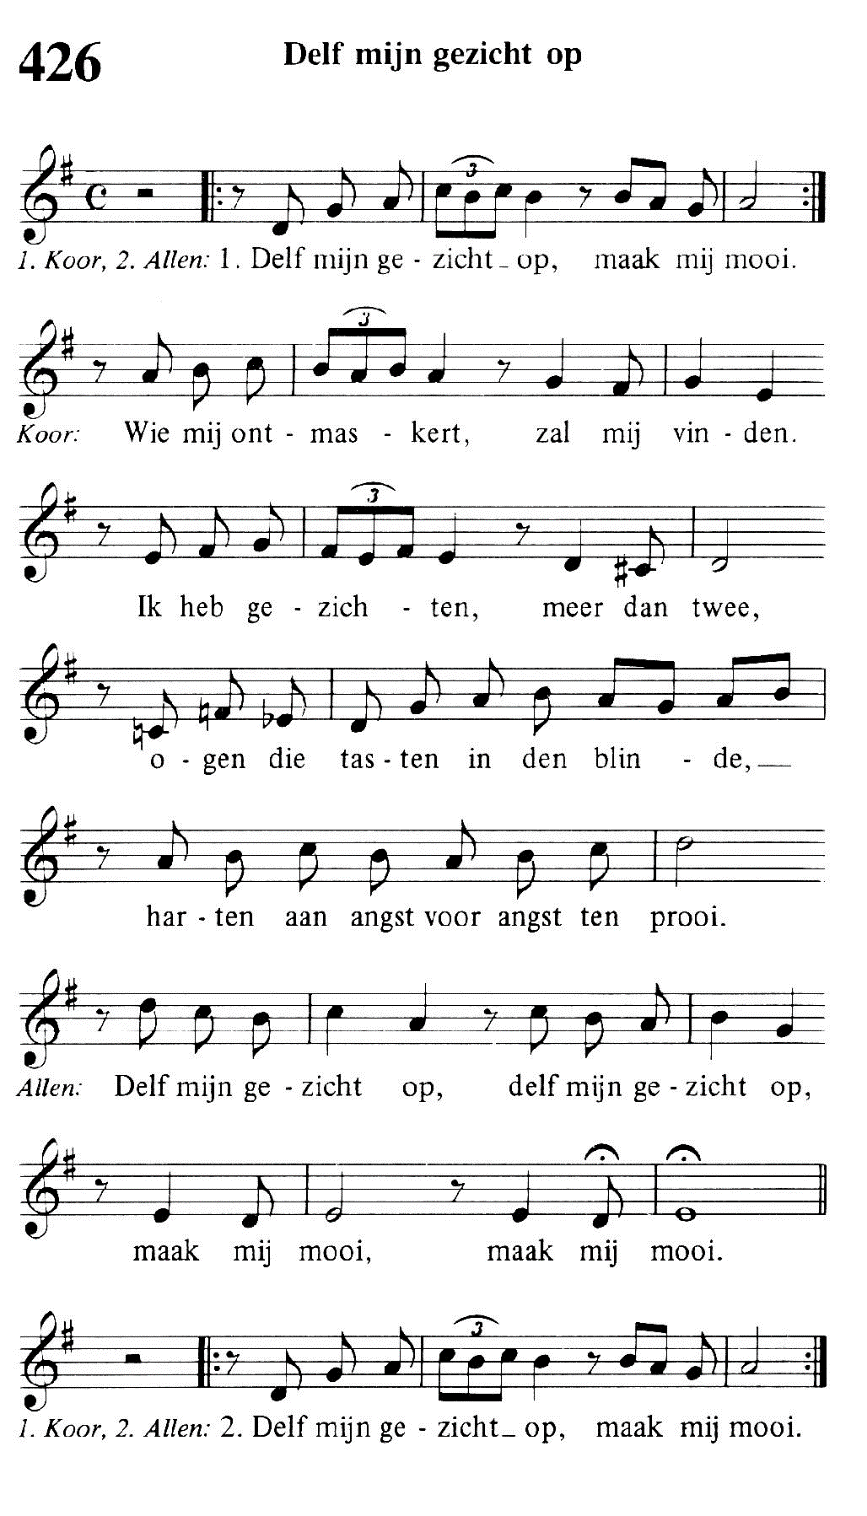 426 Delf mijn gezicht op
3
1. Koor, 2. Allen: 1. Delf mijn ge - zicht_ op, maak mij mooi.
3
Koor: Wie mij ont - mas - kert, zal mij vin - den.
3
Ik heb ge - zich - ten, meer dan twee,
o - gen die tas - ten in den blin - de,__
har - ten aan angst voor angst ten prooi.
Allen: Delf mijn ge - zicht op, delf mijn ge - zicht op,
maak mij mooi, maak mij mooi.
3
1. Koor, 2. Allen: 2. Delf mijn ge - zicht_ op, maak mij mooi.